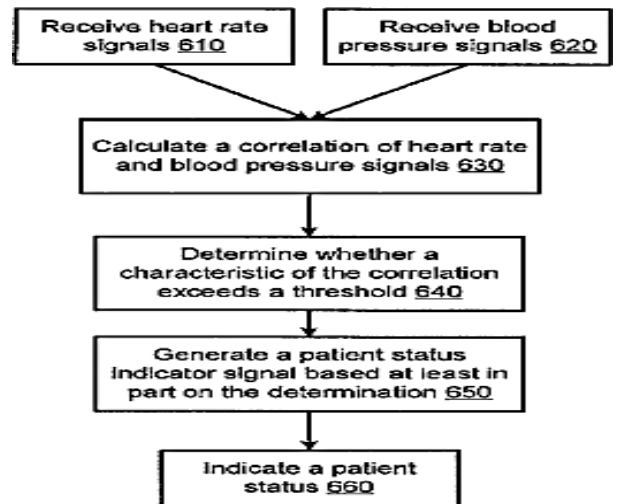 Receive heart rate
signals 610
Receive blood
pressure signals 620
Calculate a correlation of heart rate
and blood pressure signals 630
Determine whether a
characteristic of the correlation
exceeds a threshold 640
Generate a patient status
indicator signal based at least in
part on the determination 650
Indicate a patient
status 660